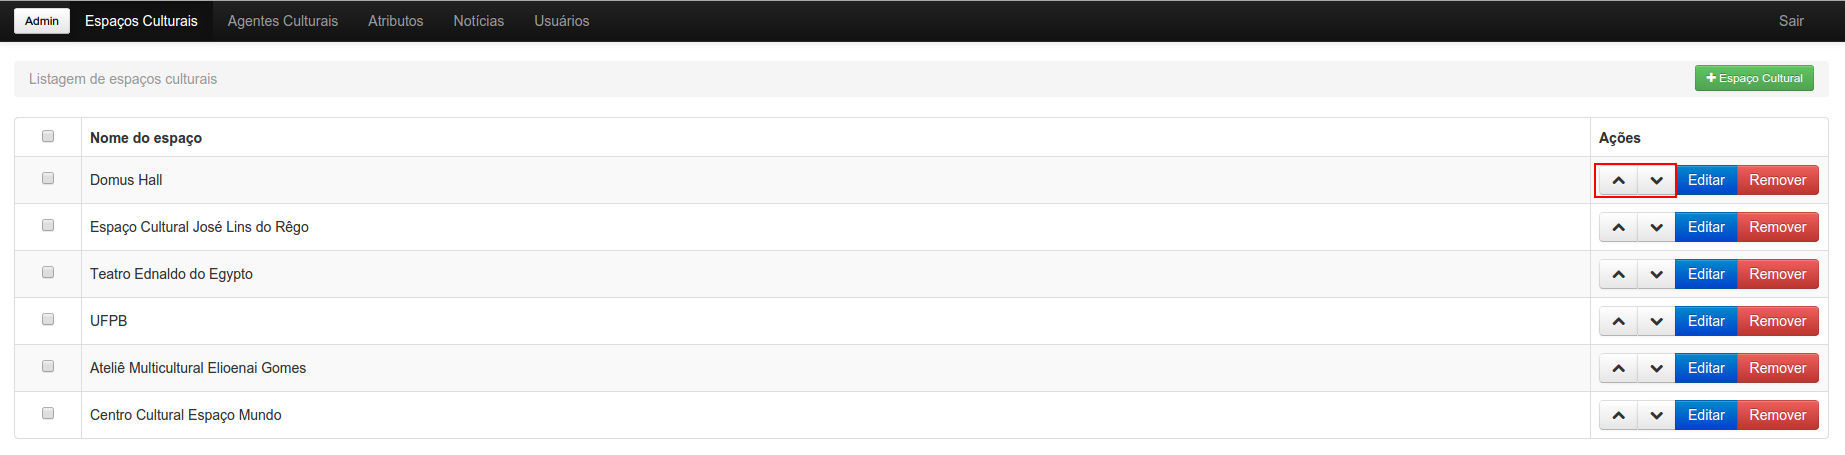 Admin Espaços Culturais Agentes Culturais Atributos Notícias Usuários Sair
Listagem de espaços culturais + Espaço Cultural
Nome do espaço Ações
Domus Hall Editar Remover
Espaço Cultural José Lins do Rêgo Editar Remover
Teatro Ednaldo do Egypto Editar Remover
UFPB Editar Remover
Ateliê Multicultural Elioenai Gomes Editar Remover
Centro Cultural Espaço Mundo Editar Remover